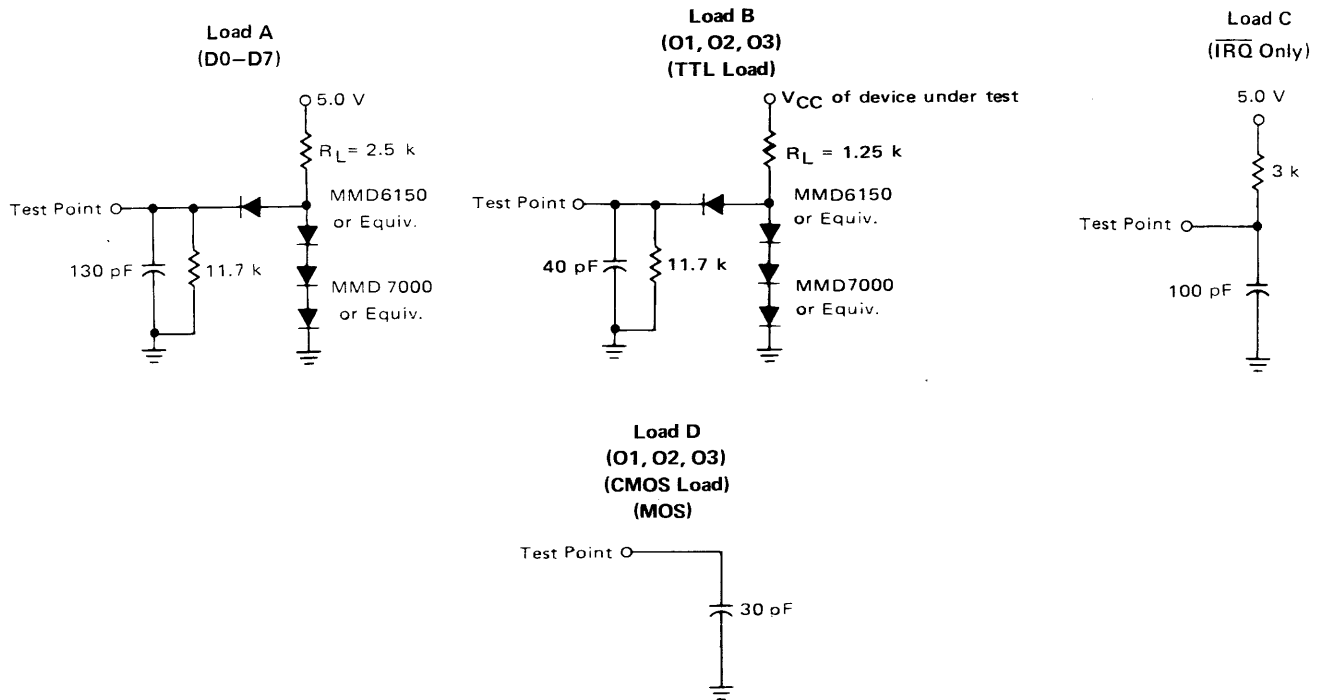 Load A
(D0–D7)
5.0 V
RL = 2.5 k
MMD6150
or Equiv.
Test Point
130 pF
11.7 k
MMD 7000
or Equiv.
Load B
(O1, O2, O3)
(TTL Load)
VCC of device under test
RL = 1.25 k
MMD6150
or Equiv.
Test Point
40 pF
11.7 k
MMD7000
or Equiv.
Load C
(IRQ Only)
5.0 V
3 k
Test Point
100 pF
Load D
(O1, O2, O3)
(CMOS Load)
(MOS)
Test Point
30 pF